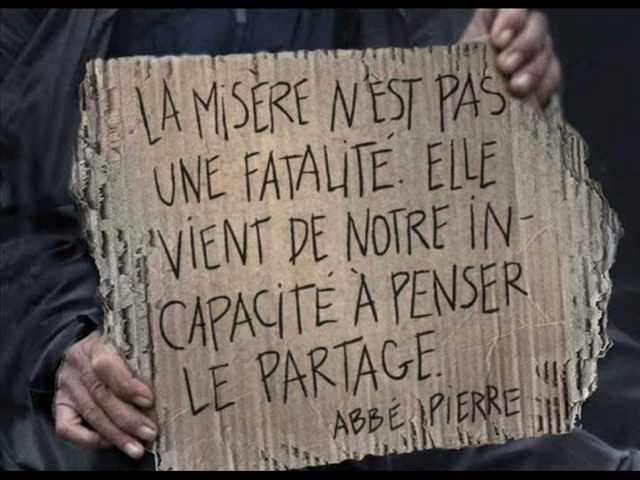 LA MISÈRE N'EST PAS
UNE FATALITÉ. ELLE
VIENT DE NOTRE IN-
CAPACITÉ À PENSER
LE PARTAGE.
ABBÉ PIERRE